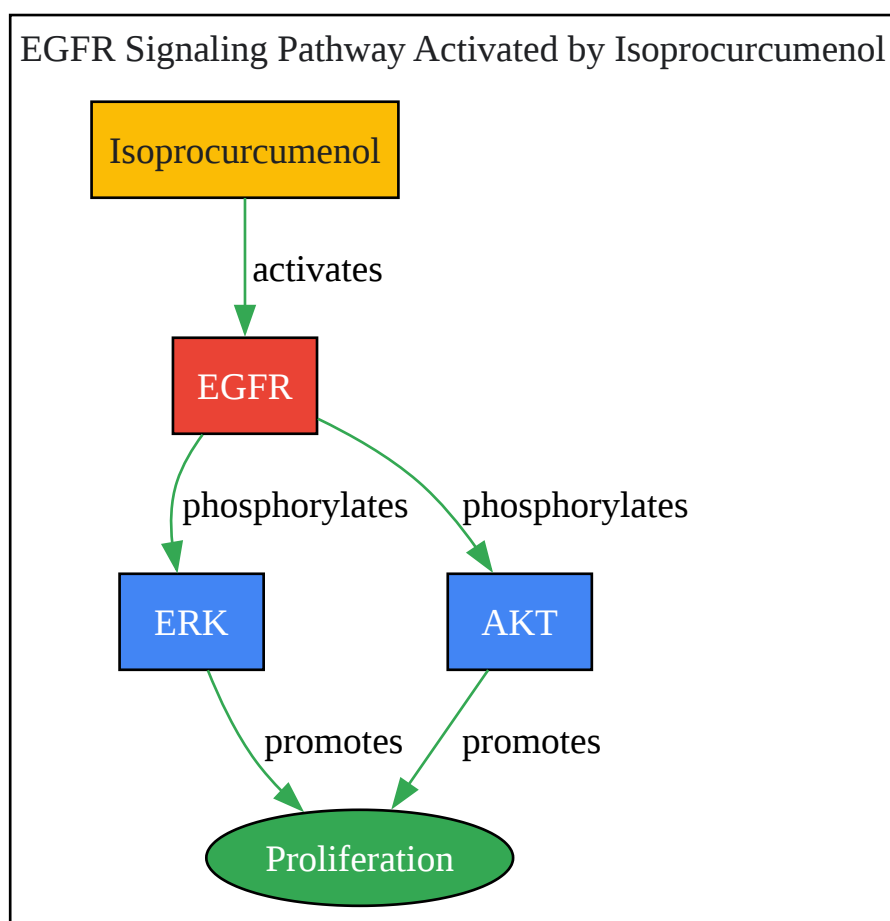 EGFR Signaling Pathway Activated by Isoprocurcumenol
Isoprocurcumenol
activates
EGFR
phosphorylates
phosphorylates
ERK
AKT
promotes
promotes
Proliferation